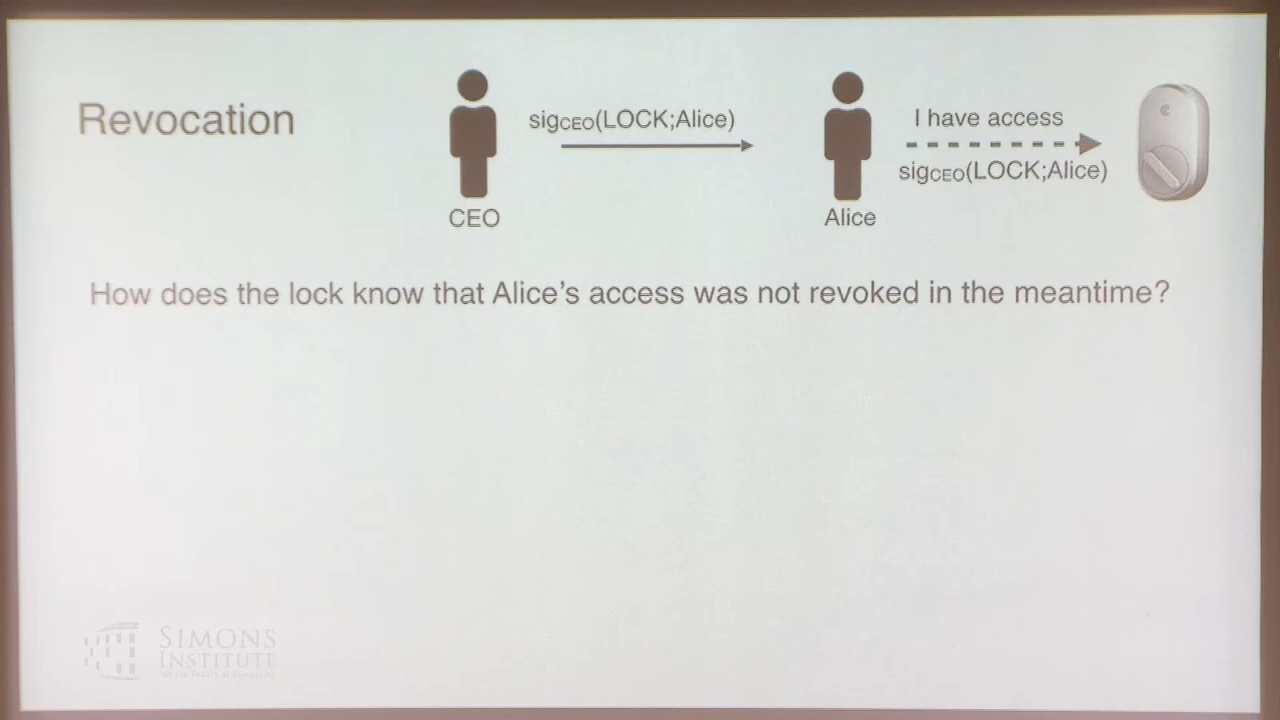 Revocation
sigCEO(LOCK;Alice)
I have access
sigCEO(LOCK;Alice)
CEO
Alice
How does the lock know that Alice's access was not revoked in the meantime?
SIMONS
INSTITUTE